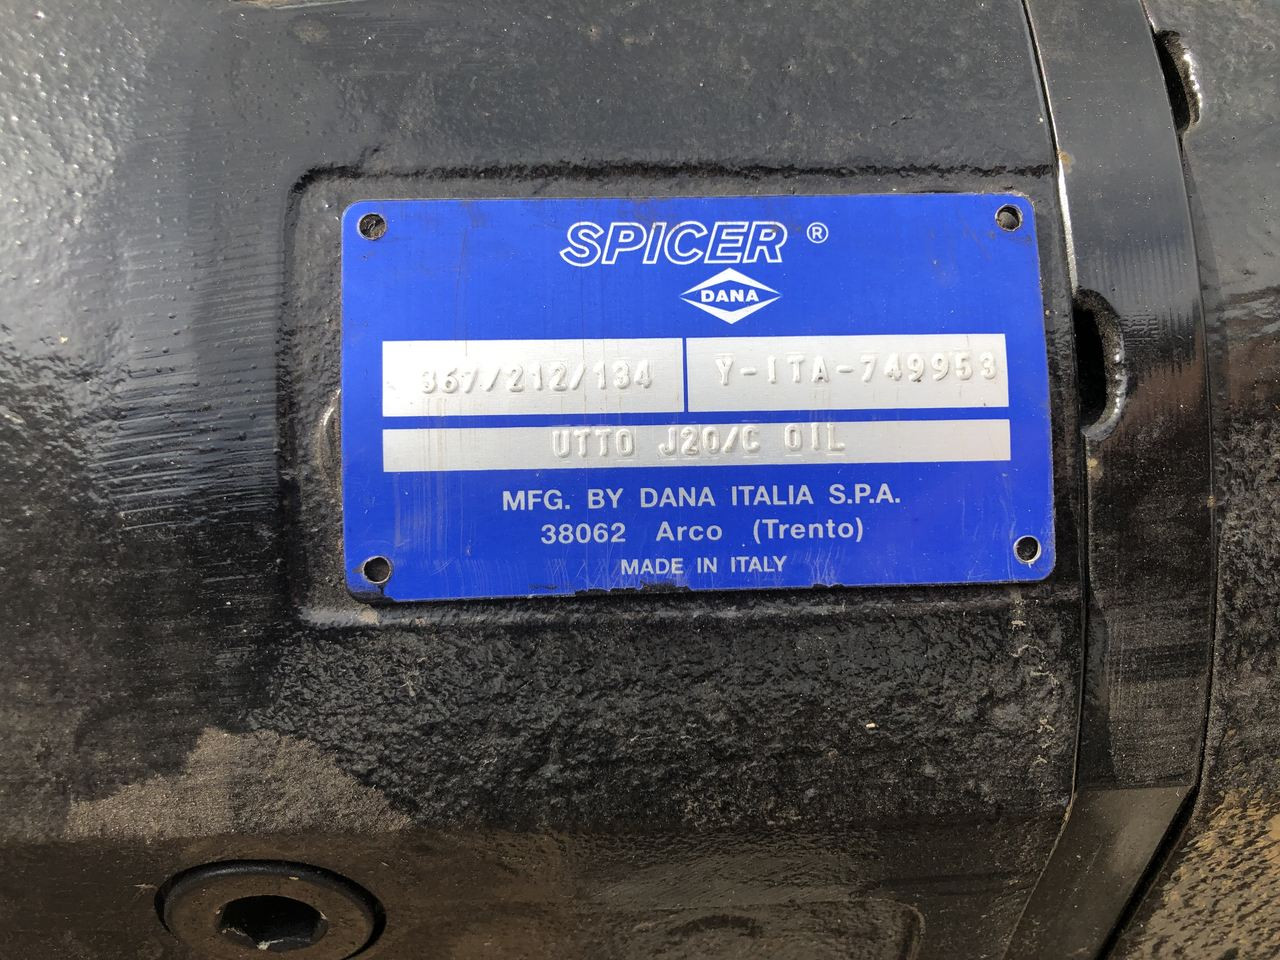 SPICER ®
DANA
367/212/134 Y-ITA-749953
UTTO J20/C OIL
MFG. BY DANA ITALIA S.P.A.
38062 Arco (Trento)
MADE IN ITALY